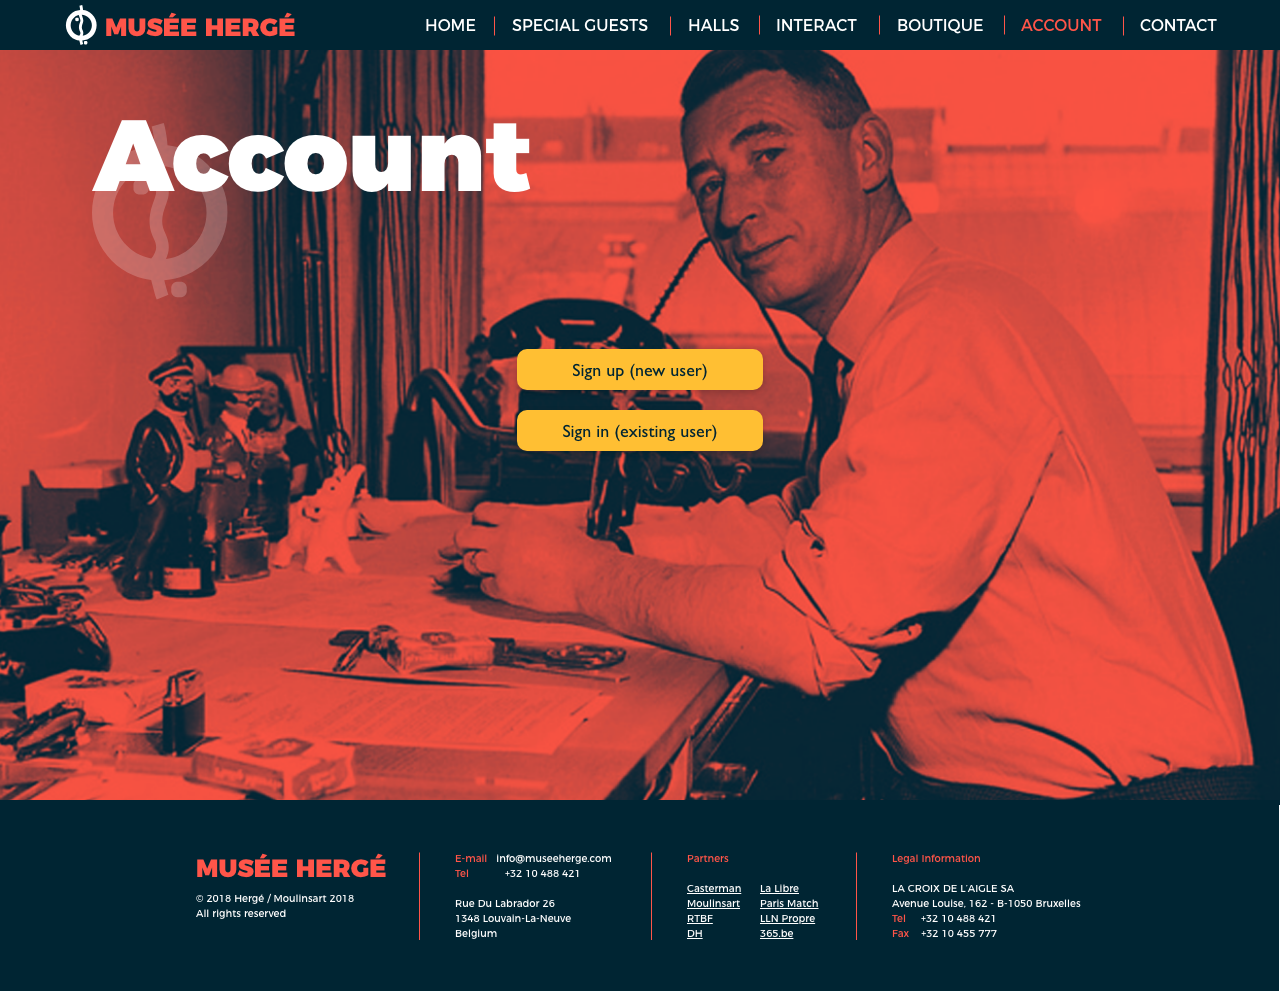 MUSÉE HERGÉ
HOME
SPECIAL GUESTS
HALLS
INTERACT
BOUTIQUE
ACCOUNT
CONTACT
Account
Sign up (new user)
Sign in (existing user)
MUSÉE HERGÉ
© 2018 Hergé / Moulinsart 2018
All rights reserved
E-mail info@museeherge.com
Tel +32 10 488 421
Rue Du Labrador 26
1348 Louvain-La-Neuve
Belgium
Partners
Casterman La Libre
Moulinsart Paris Match
RTBF LLN Propre
DH 365.be
Legal Information
LA CROIX DE L'AIGLE SA
Avenue Louise, 162 - B-1050 Bruxelles
Tel +32 10 488 421
Fax +32 10 455 777